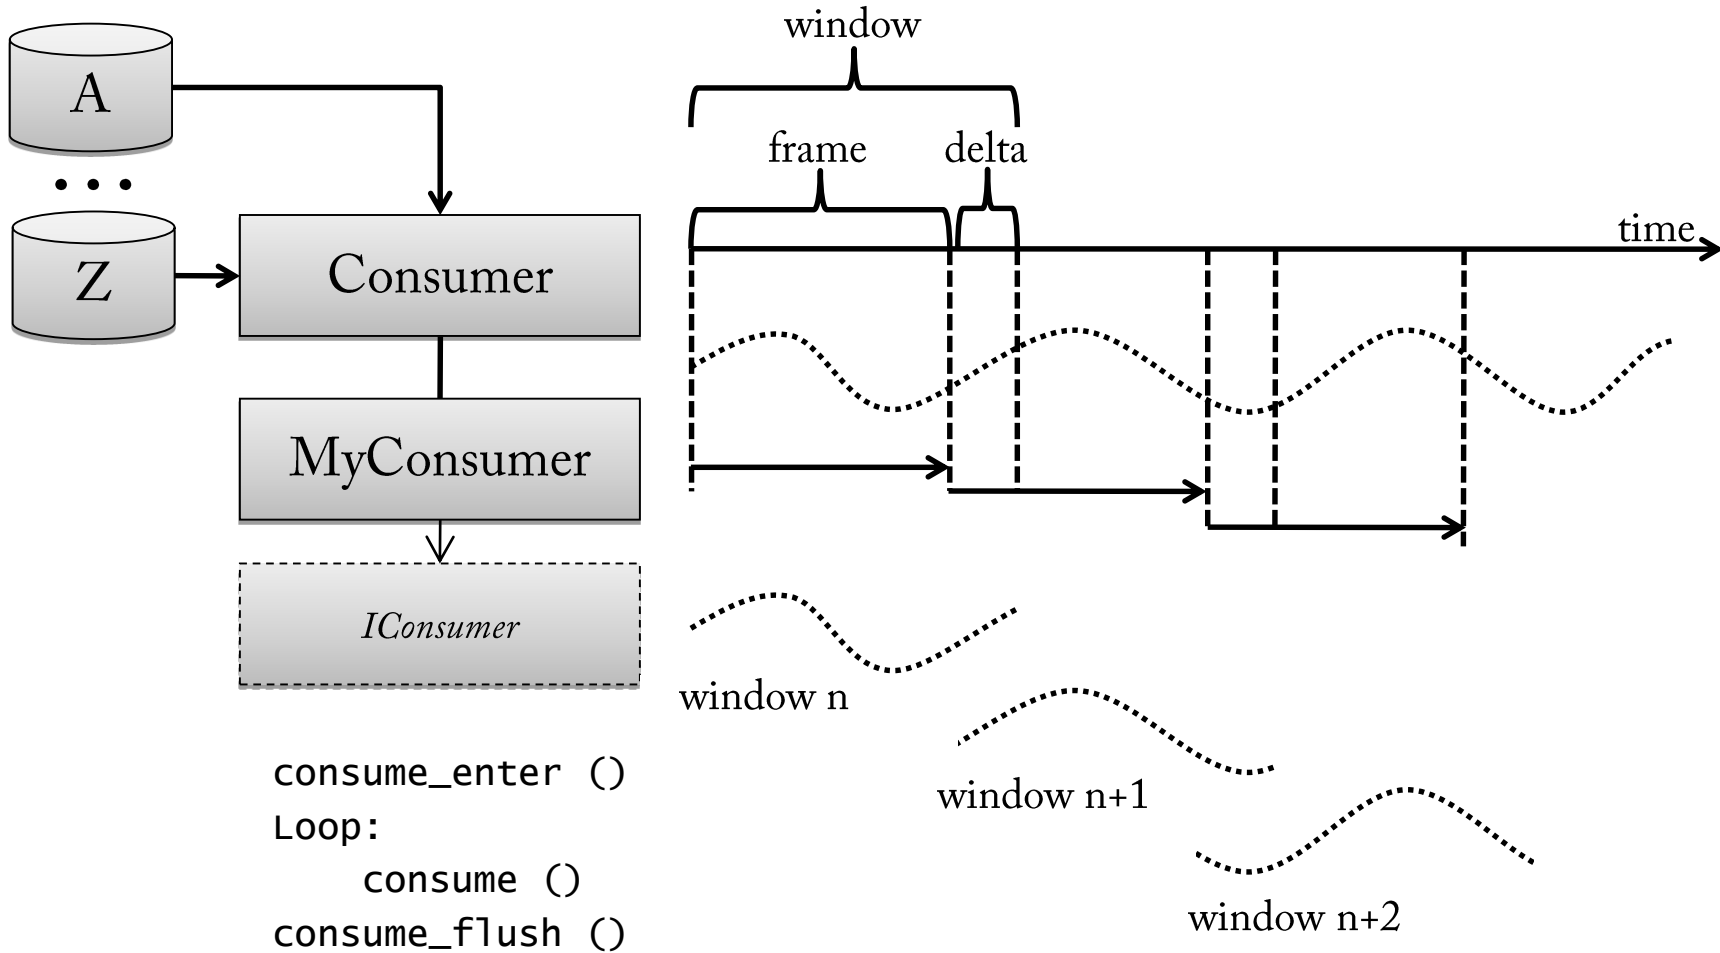 A
• • •
Z
Consumer
MyConsumer
IConsumer
consume_enter ()
Loop:
consume ()
consume_flush ()
window
frame
delta
time
window n
window n+1
window n+2